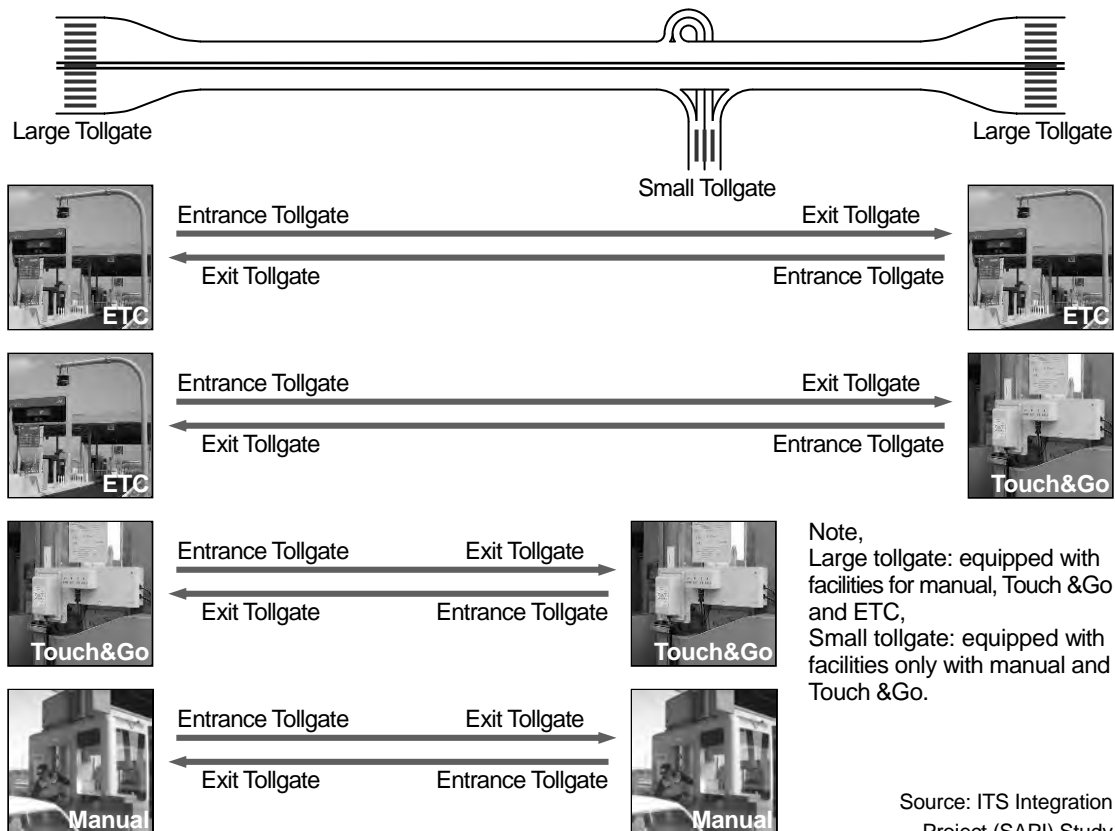 Large Tollgate
Large Tollgate
Small Tollgate
Entrance Tollgate
Exit Tollgate
Exit Tollgate
Entrance Tollgate
ETC
ETC
Entrance Tollgate
Exit Tollgate
Exit Tollgate
Entrance Tollgate
ETC
Touch&Go
Entrance Tollgate
Exit Tollgate
Exit Tollgate
Entrance Tollgate
Touch&Go
Touch&Go
Note,
Large tollgate: equipped with
facilities for manual, Touch &Go
and ETC,
Small tollgate: equipped with
facilities only with manual and
Touch &Go.
Entrance Tollgate
Exit Tollgate
Exit Tollgate
Entrance Tollgate
Manual
Manual
Source: ITS Integration
Project (SAPI) Study